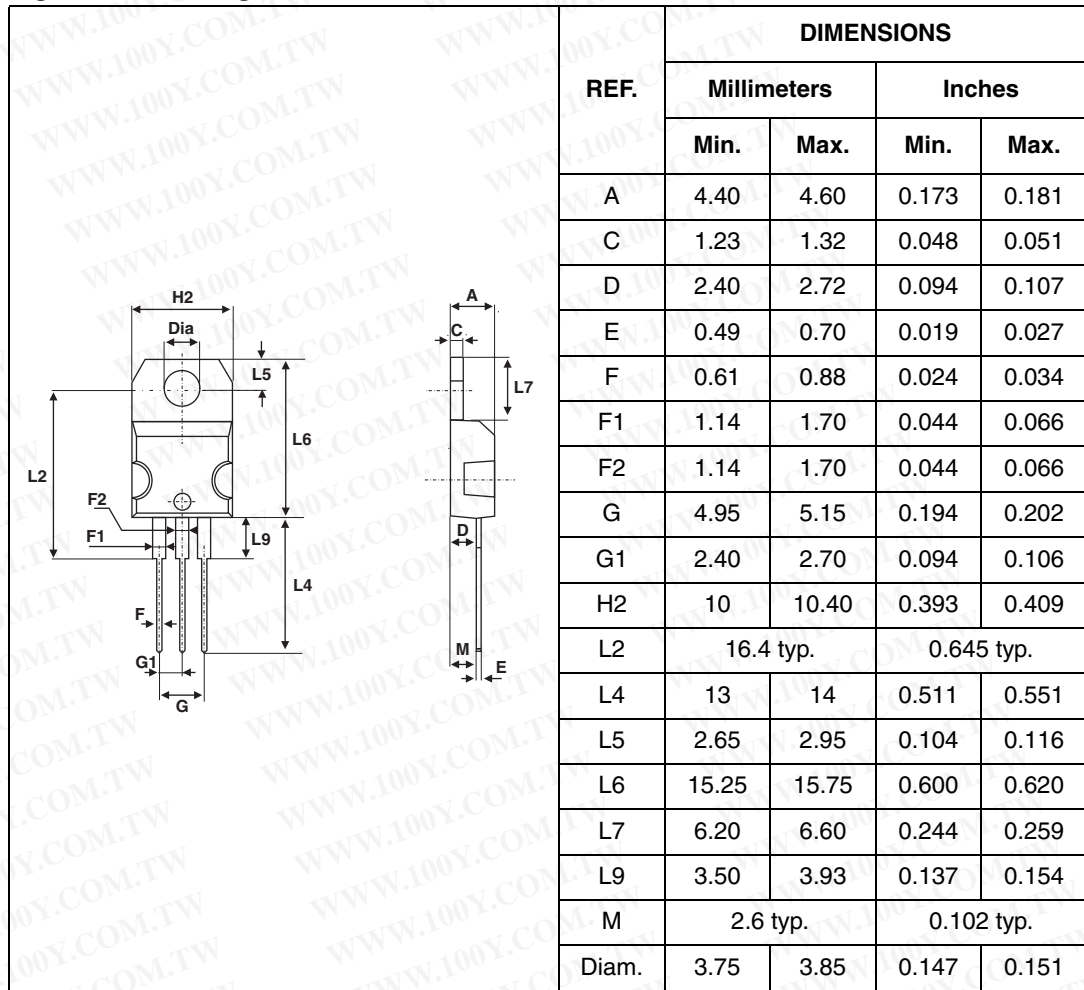 DIMENSIONS
REF. Millimeters Inches
Min. Max. Min. Max.
A 4.40 4.60 0.173 0.181
C 1.23 1.32 0.048 0.051
D 2.40 2.72 0.094 0.107
E 0.49 0.70 0.019 0.027
F 0.61 0.88 0.024 0.034
F1 1.14 1.70 0.044 0.066
F2 1.14 1.70 0.044 0.066
G 4.95 5.15 0.194 0.202
G1 2.40 2.70 0.094 0.106
H2 10 10.40 0.393 0.409
L2 16.4 typ. 0.645 typ.
L4 13 14 0.511 0.551
L5 2.65 2.95 0.104 0.116
L6 15.25 15.75 0.600 0.620
L7 6.20 6.60 0.244 0.259
L9 3.50 3.93 0.137 0.154
M 2.6 typ. 0.102 typ.
Diam. 3.75 3.85 0.147 0.151
H2
Dia
L5
L6
L2
F2
F1
L9
L4
F
G1
G
A
C
L7
D
M
E
WWW.100Y.COM.TW